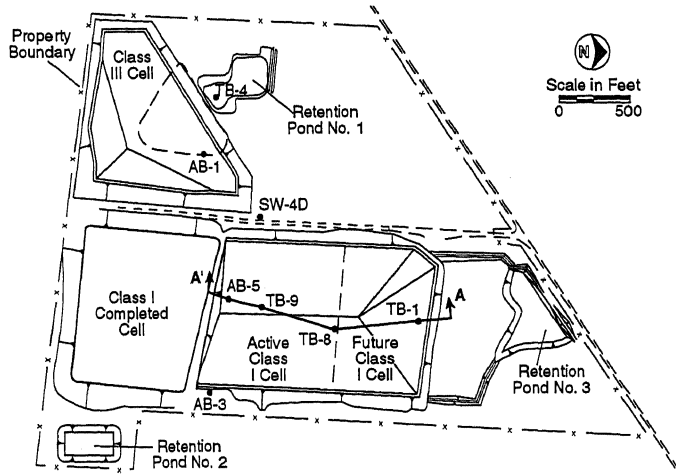 Property
Boundary
Class
III Cell
TB-4
Retention
Pond No. 1
N
Scale in Feet
0 500
AB-1
SW-4D
A'
AB-5
TB-9
TB-1
A
Class I
Completed
Cell
TB-8
Active
Class
I Cell
Future
Class
I Cell
AB-3
Retention
Pond No. 3
Retention
Pond No. 2